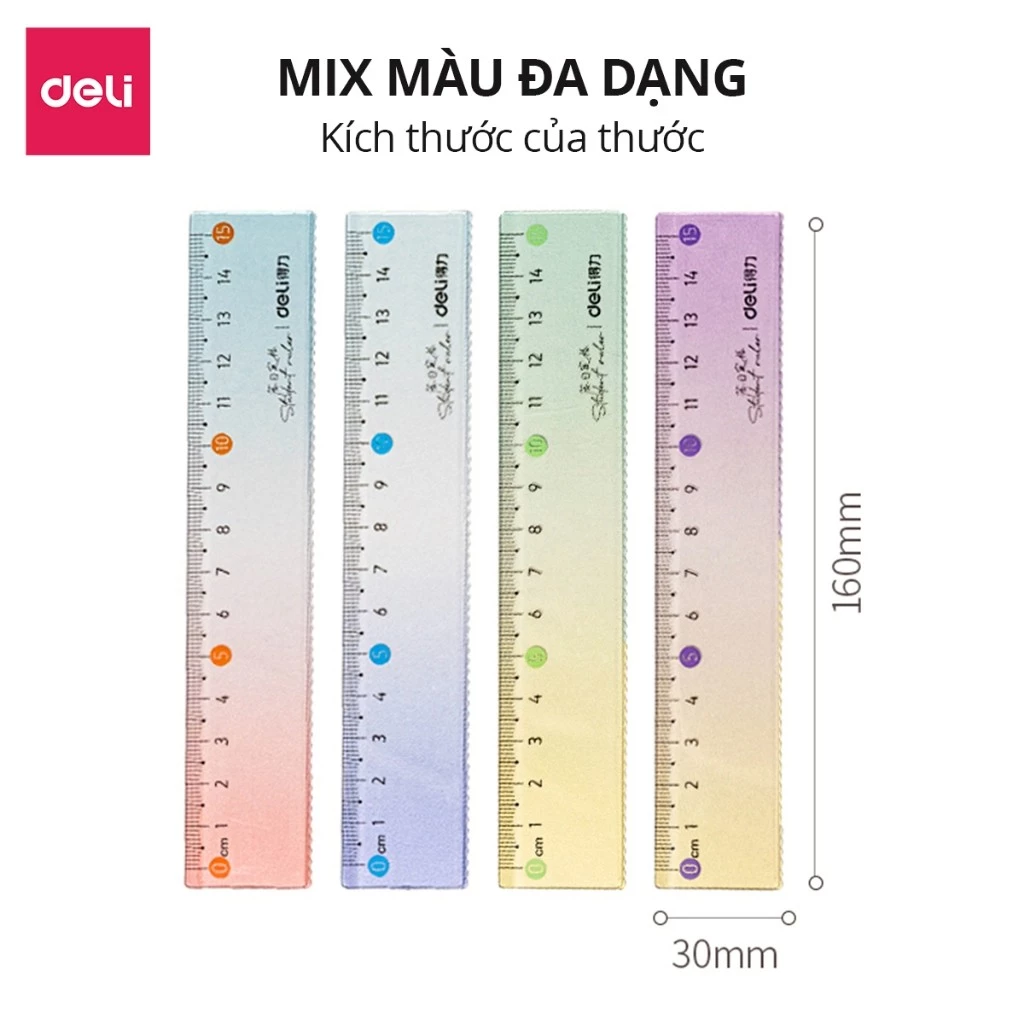 deli
MIX MÀU ĐA DẠNG
Kích thước của thước
15 14 13 12 11 10 9 8 7 6 5 4 3 2 1 cm 0
deli得力
Student ruler
15 14 13 12 11 10 9 8 7 6 5 4 3 2 1 cm 0
deli得力
Student ruler
14 13 12 11 10 9 8 7 6 5 4 3 2 1 cm 0
deli得力
Student ruler
15 14 13 12 11 10 9 8 7 6 5 4 3 2 1 cm 0
deli得力
Student ruler
160mm
30mm